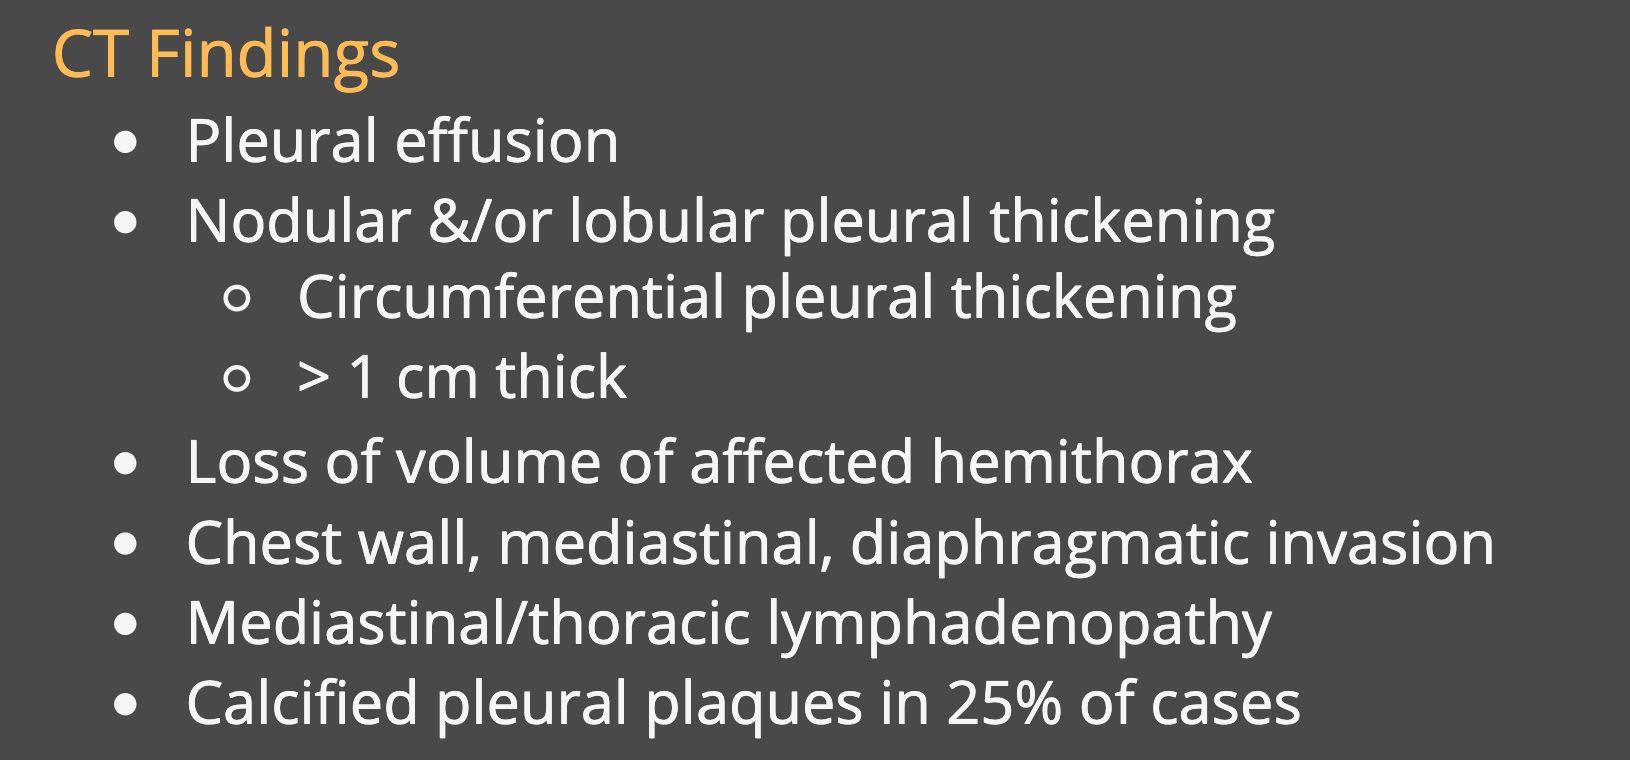 CT Findings
• Pleural effusion
• Nodular &/or lobular pleural thickening
○ Circumferential pleural thickening
○ > 1 cm thick
• Loss of volume of affected hemithorax
• Chest wall, mediastinal, diaphragmatic invasion
• Mediastinal/thoracic lymphadenopathy
• Calcified pleural plaques in 25% of cases